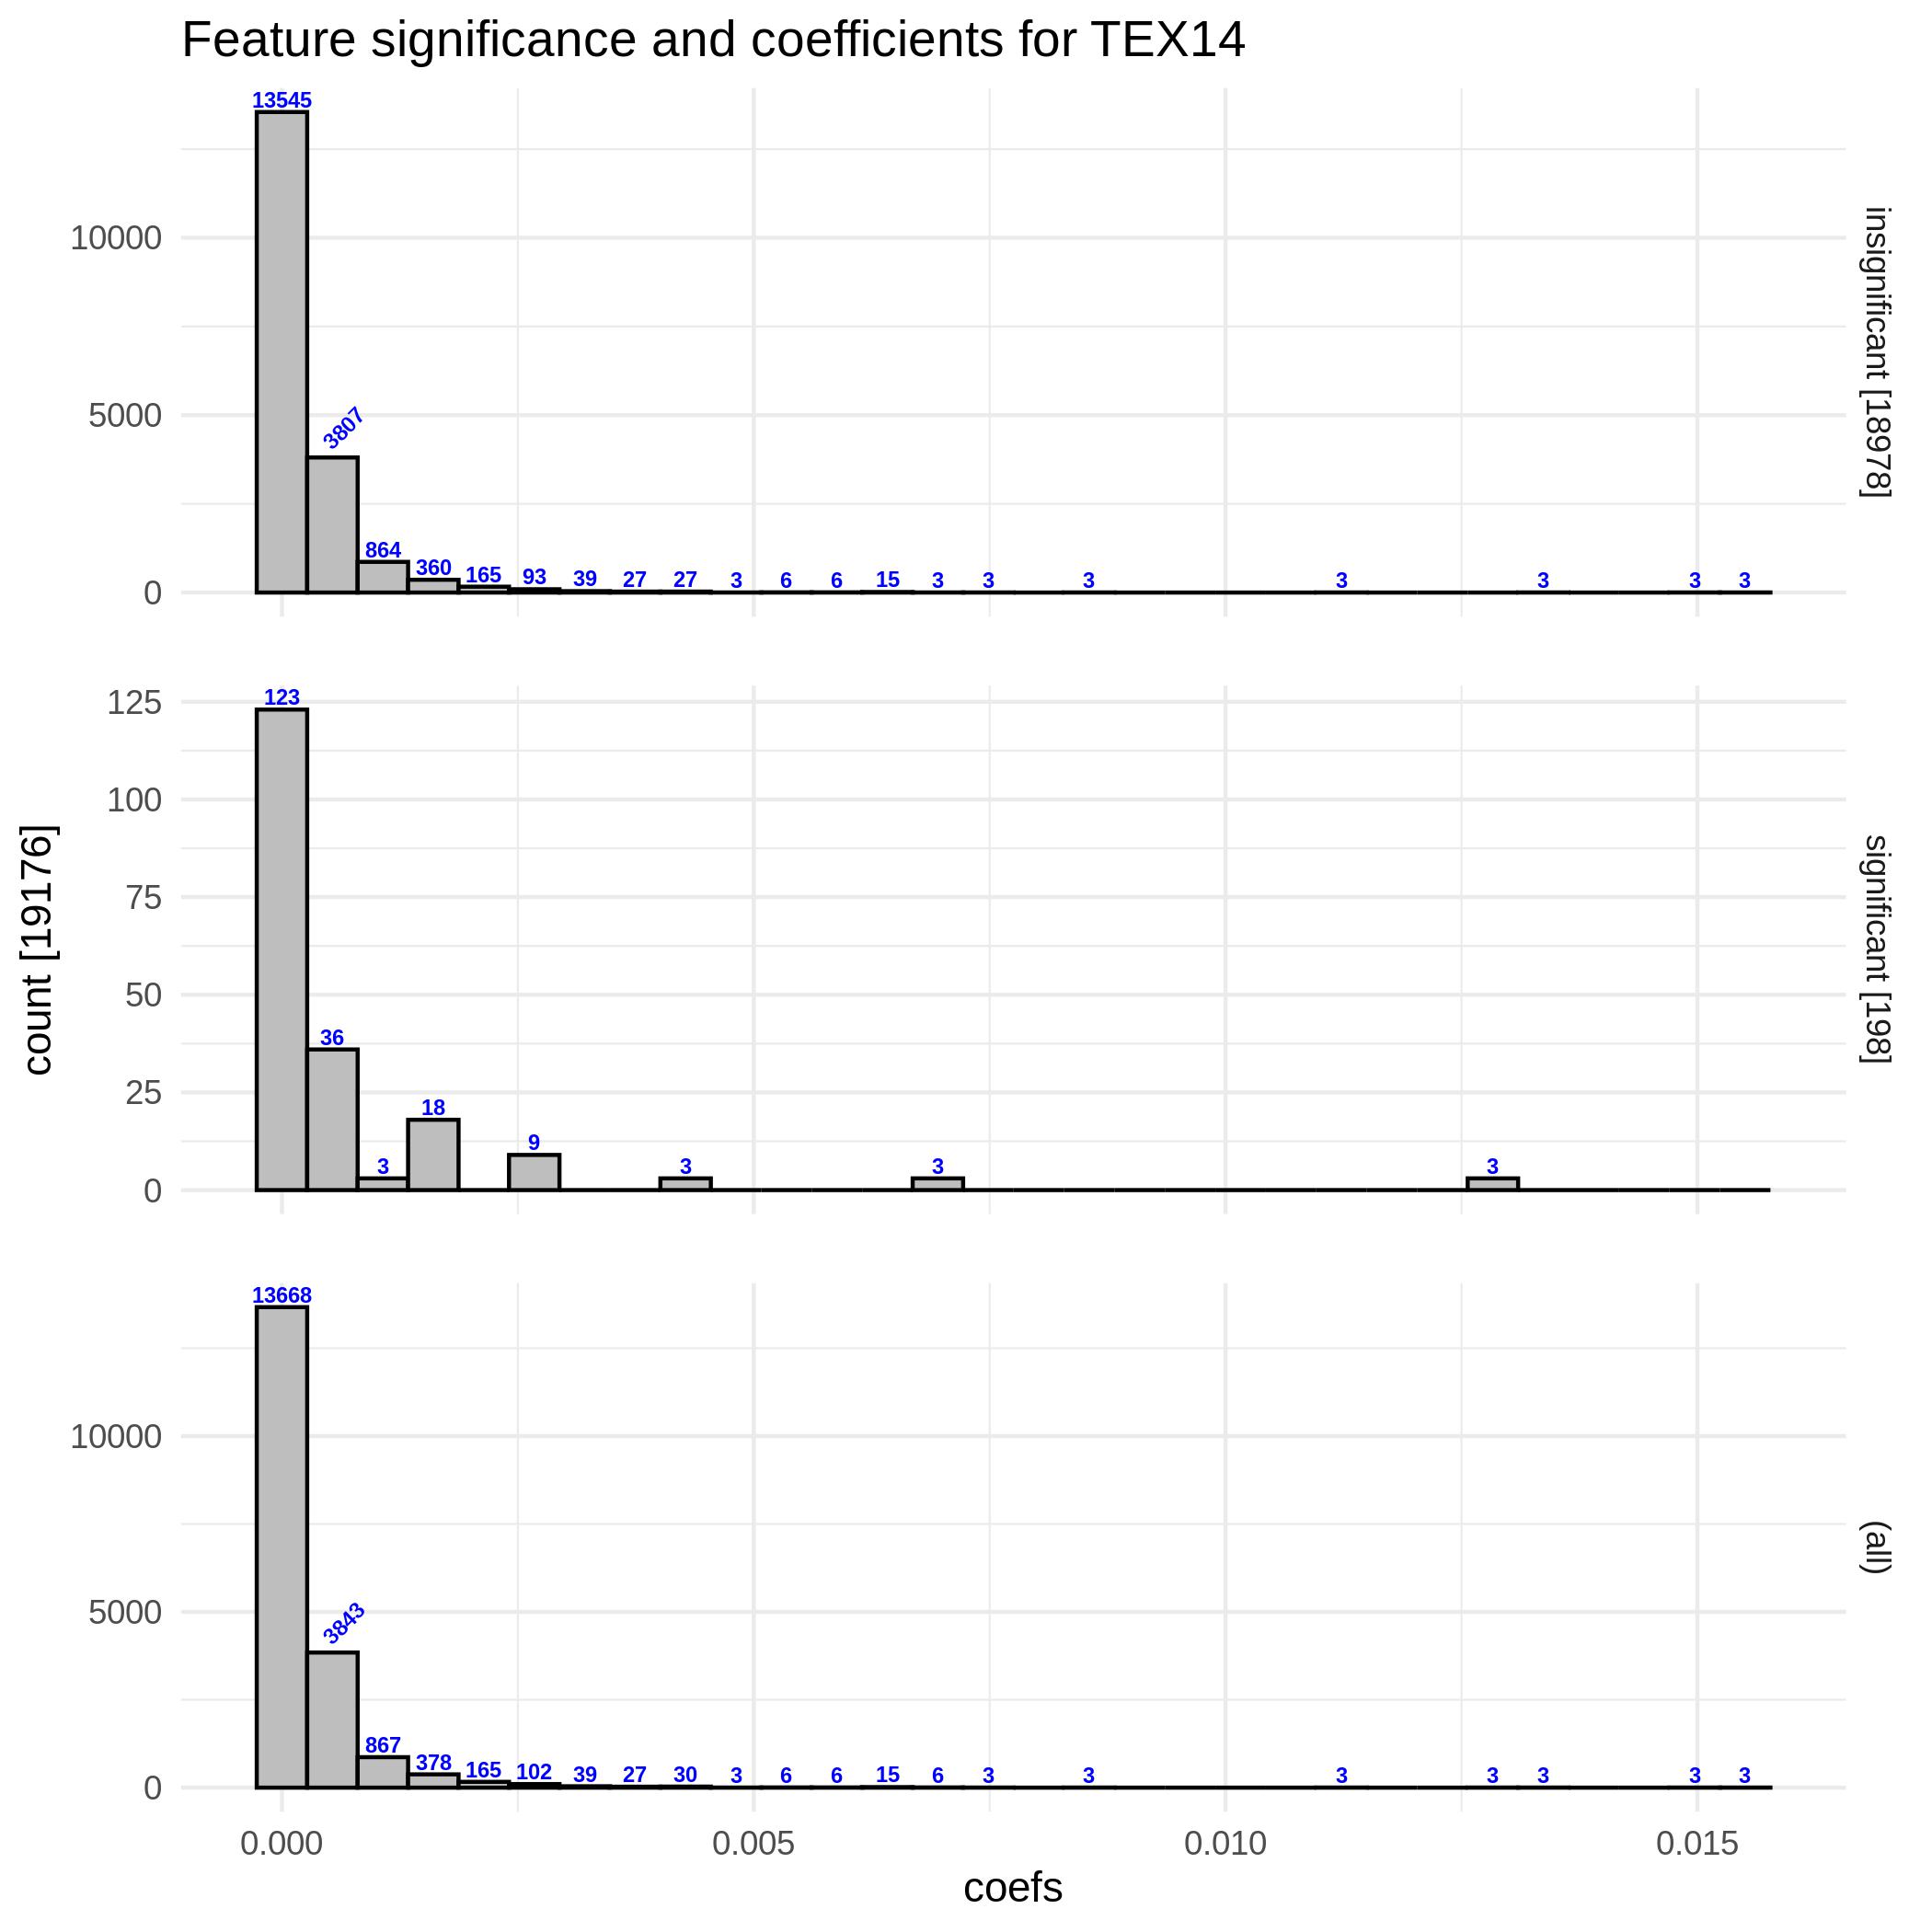 Feature significance and coefficients for TEX14
13545
10000
5000
0
3807
864 360 165 93 39 27 27 3 6 6 15 3 3 3 3 3 3 3
insignificant [18978]
count [19176]
125
100
75
50
25
0
123
36
3 18 9 3 3 3
significant [198]
13668
10000
5000
0
3843
867 378 165 102 39 27 30 3 6 6 15 6 3 3 3 3 3 3 3
(all)
0.000 0.005 0.010 0.015
coefs